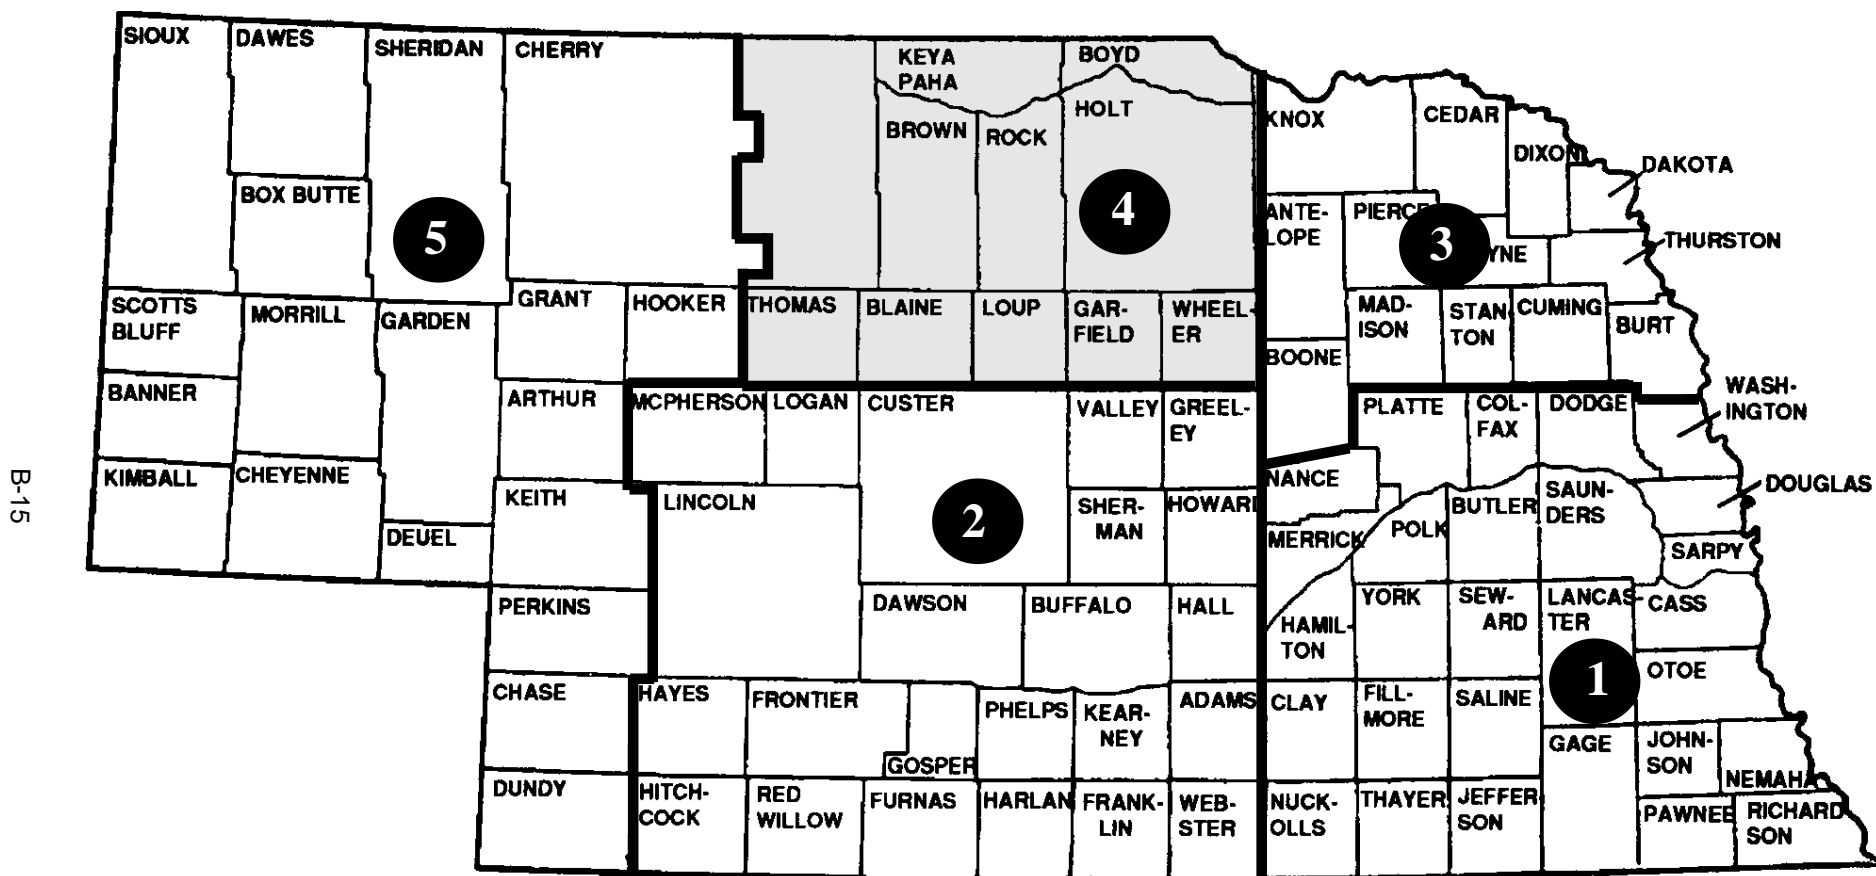 SIOUX
DAWES
SHERIDAN
CHERRY
KEYA
PAHA
BOYD
HOLT
BROWN
ROCK
KNOX
CEDAR
DIXON
DAKOTA
BOX BUTTE
5
4
ANTE-
LOPE
PIERCE
3
YNE
THURSTON
SCOTTS
BLUFF
MORRILL
GARDEN
GRANT
HOOKER
THOMAS
BLAINE
LOUP
GAR-
FIELD
WHEEL-
ER
MAD-
ISON
STAN-
TON
CUMING
BURT
BOONE
BANNER
ARTHUR
MCPHERSON
LOGAN
CUSTER
VALLEY
GREEL-
EY
PLATTE
COL-
FAX
DODGE
WASH-
INGTON
KIMBALL
CHEYENNE
KEITH
LINCOLN
2
SHER-
MAN
HOWARD
NANCE
MERRICK
POLK
BUTLER
SAUN-
DERS
DOUGLAS
SARPY
DEUEL
PERKINS
DAWSON
BUFFALO
HALL
HAMIL-
TON
YORK
SEW-
ARD
LANCAS-
TER
CASS
1
OTOE
CHASE
HAYES
FRONTIER
GOSPER
PHELPS
KEAR-
NEY
ADAMS
CLAY
FILL-
MORE
SALINE
GAGE
JOHN-
SON
NEMAHA
DUNDY
HITCH-
COCK
RED
WILLOW
FURNAS
HARLAN
FRANK-
LIN
WEB-
STER
NUCK-
OLLS
THAYER
JEFFER
SON
PAWNEE
RICHARD
SON
B-15